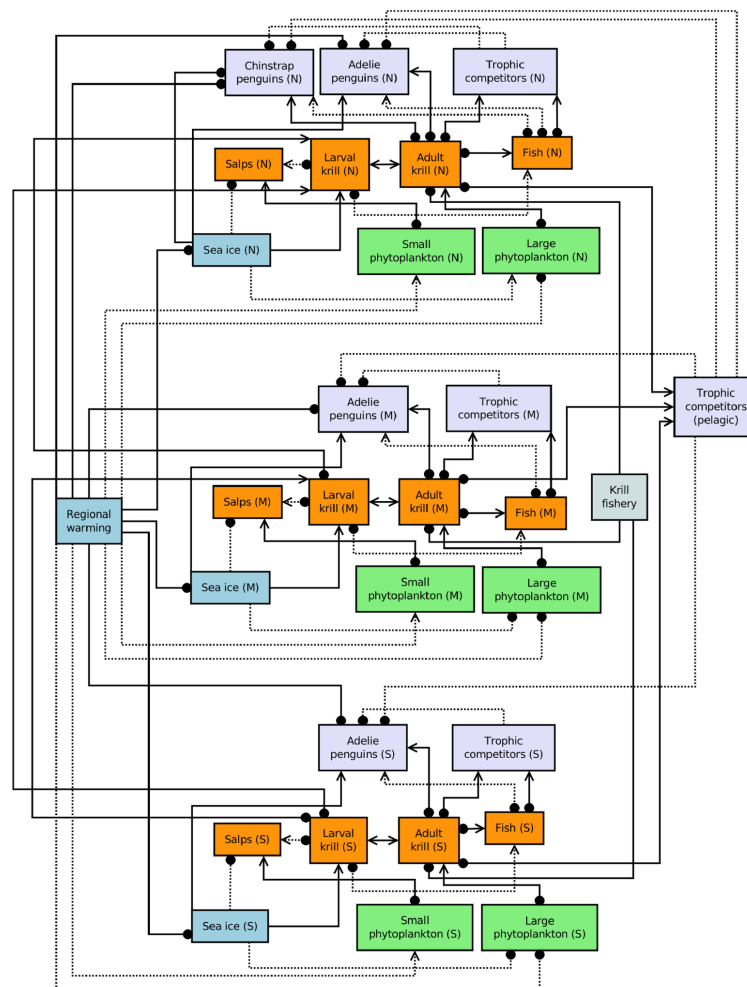 Chinstrap
penguins (N)
Adelie
penguins (N)
Trophic
competitors (N)
Salps (N)
Larval
krill (N)
Adult
krill (N)
Fish (N)
Sea ice (N)
Small
phytoplankton (N)
Large
phytoplankton (N)
Adelie
penguins (M)
Trophic
competitors (M)
Trophic
competitors
(pelagic)
Regional
warming
Salps (M)
Larval
krill (M)
Adult
krill (M)
Fish (M)
Krill
fishery
Sea ice (M)
Small
phytoplankton (M)
Large
phytoplankton (M)
Adelie
penguins (S)
Trophic
competitors (S)
Salps (S)
Larval
krill (S)
Adult
krill (S)
Fish (S)
Sea ice (S)
Small
phytoplankton (S)
Large
phytoplankton (S)